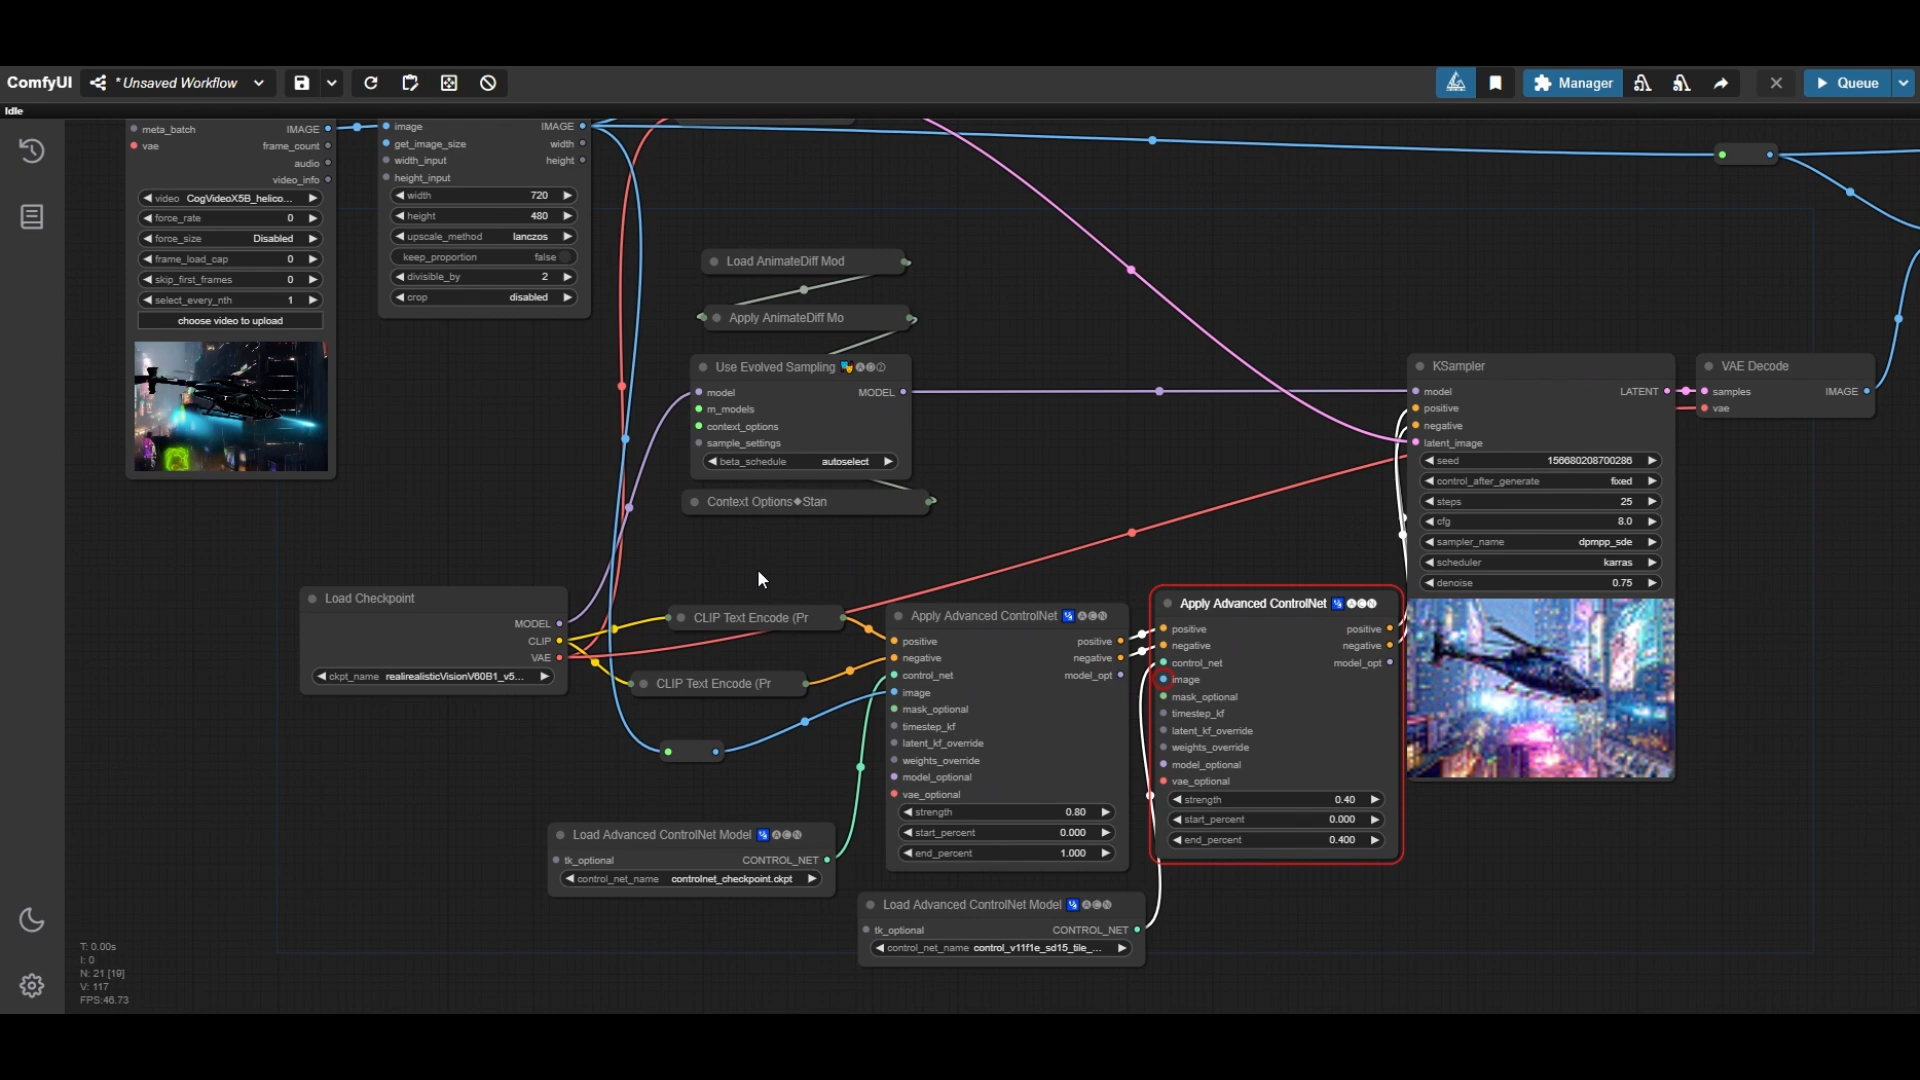 ComfyUI
* Unsaved Workflow
Manager
Queue
Idle
meta_batch
IMAGE
vae
frame_count
audio
video_info
video CogVideoX5B_helico...
force_rate 0
force_size Disabled
frame_load_cap 0
skip_first_frames 0
select_every_nth 1
choose video to upload
image
IMAGE
get_image_size
width
width_input
height
height_input
width 720
height 480
upscale_method lanczos
keep_proportion false
divisible_by 2
crop disabled
Load AnimateDiff Mod
Apply AnimateDiff Mo
Use Evolved Sampling
model
MODEL
m_models
context_options
sample_settings
beta_schedule autoselect
Context Options◆Stan
KSampler
model
LATENT
positive
negative
latent_image
seed 156680208700286
control_after_generate fixed
steps 25
cfg 8.0
sampler_name dpmpp_sde
scheduler karras
denoise 0.75
VAE Decode
samples
IMAGE
vae
Load Checkpoint
MODEL
CLIP
VAE
ckpt_name realirealisticVisionV60B1_v5...
CLIP Text Encode (Pr
CLIP Text Encode (Pr
Apply Advanced ControlNet
positive
positive
negative
negative
control_net
model_opt
image
mask_optional
timestep_kf
latent_kf_override
weights_override
model_optional
vae_optional
strength 0.80
start_percent 0.000
end_percent 1.000
Apply Advanced ControlNet
positive
positive
negative
negative
control_net
model_opt
image
mask_optional
timestep_kf
latent_kf_override
weights_override
model_optional
vae_optional
strength 0.40
start_percent 0.000
end_percent 0.400
Load Advanced ControlNet Model
tk_optional
CONTROL_NET
control_net_name controlnet_checkpoint.ckpt
Load Advanced ControlNet Model
tk_optional
CONTROL_NET
control_net_name control_v11f1e_sd15_tile_...
T: 0.00s
I: 0
N: 21 [19]
V: 117
FPS:46.73